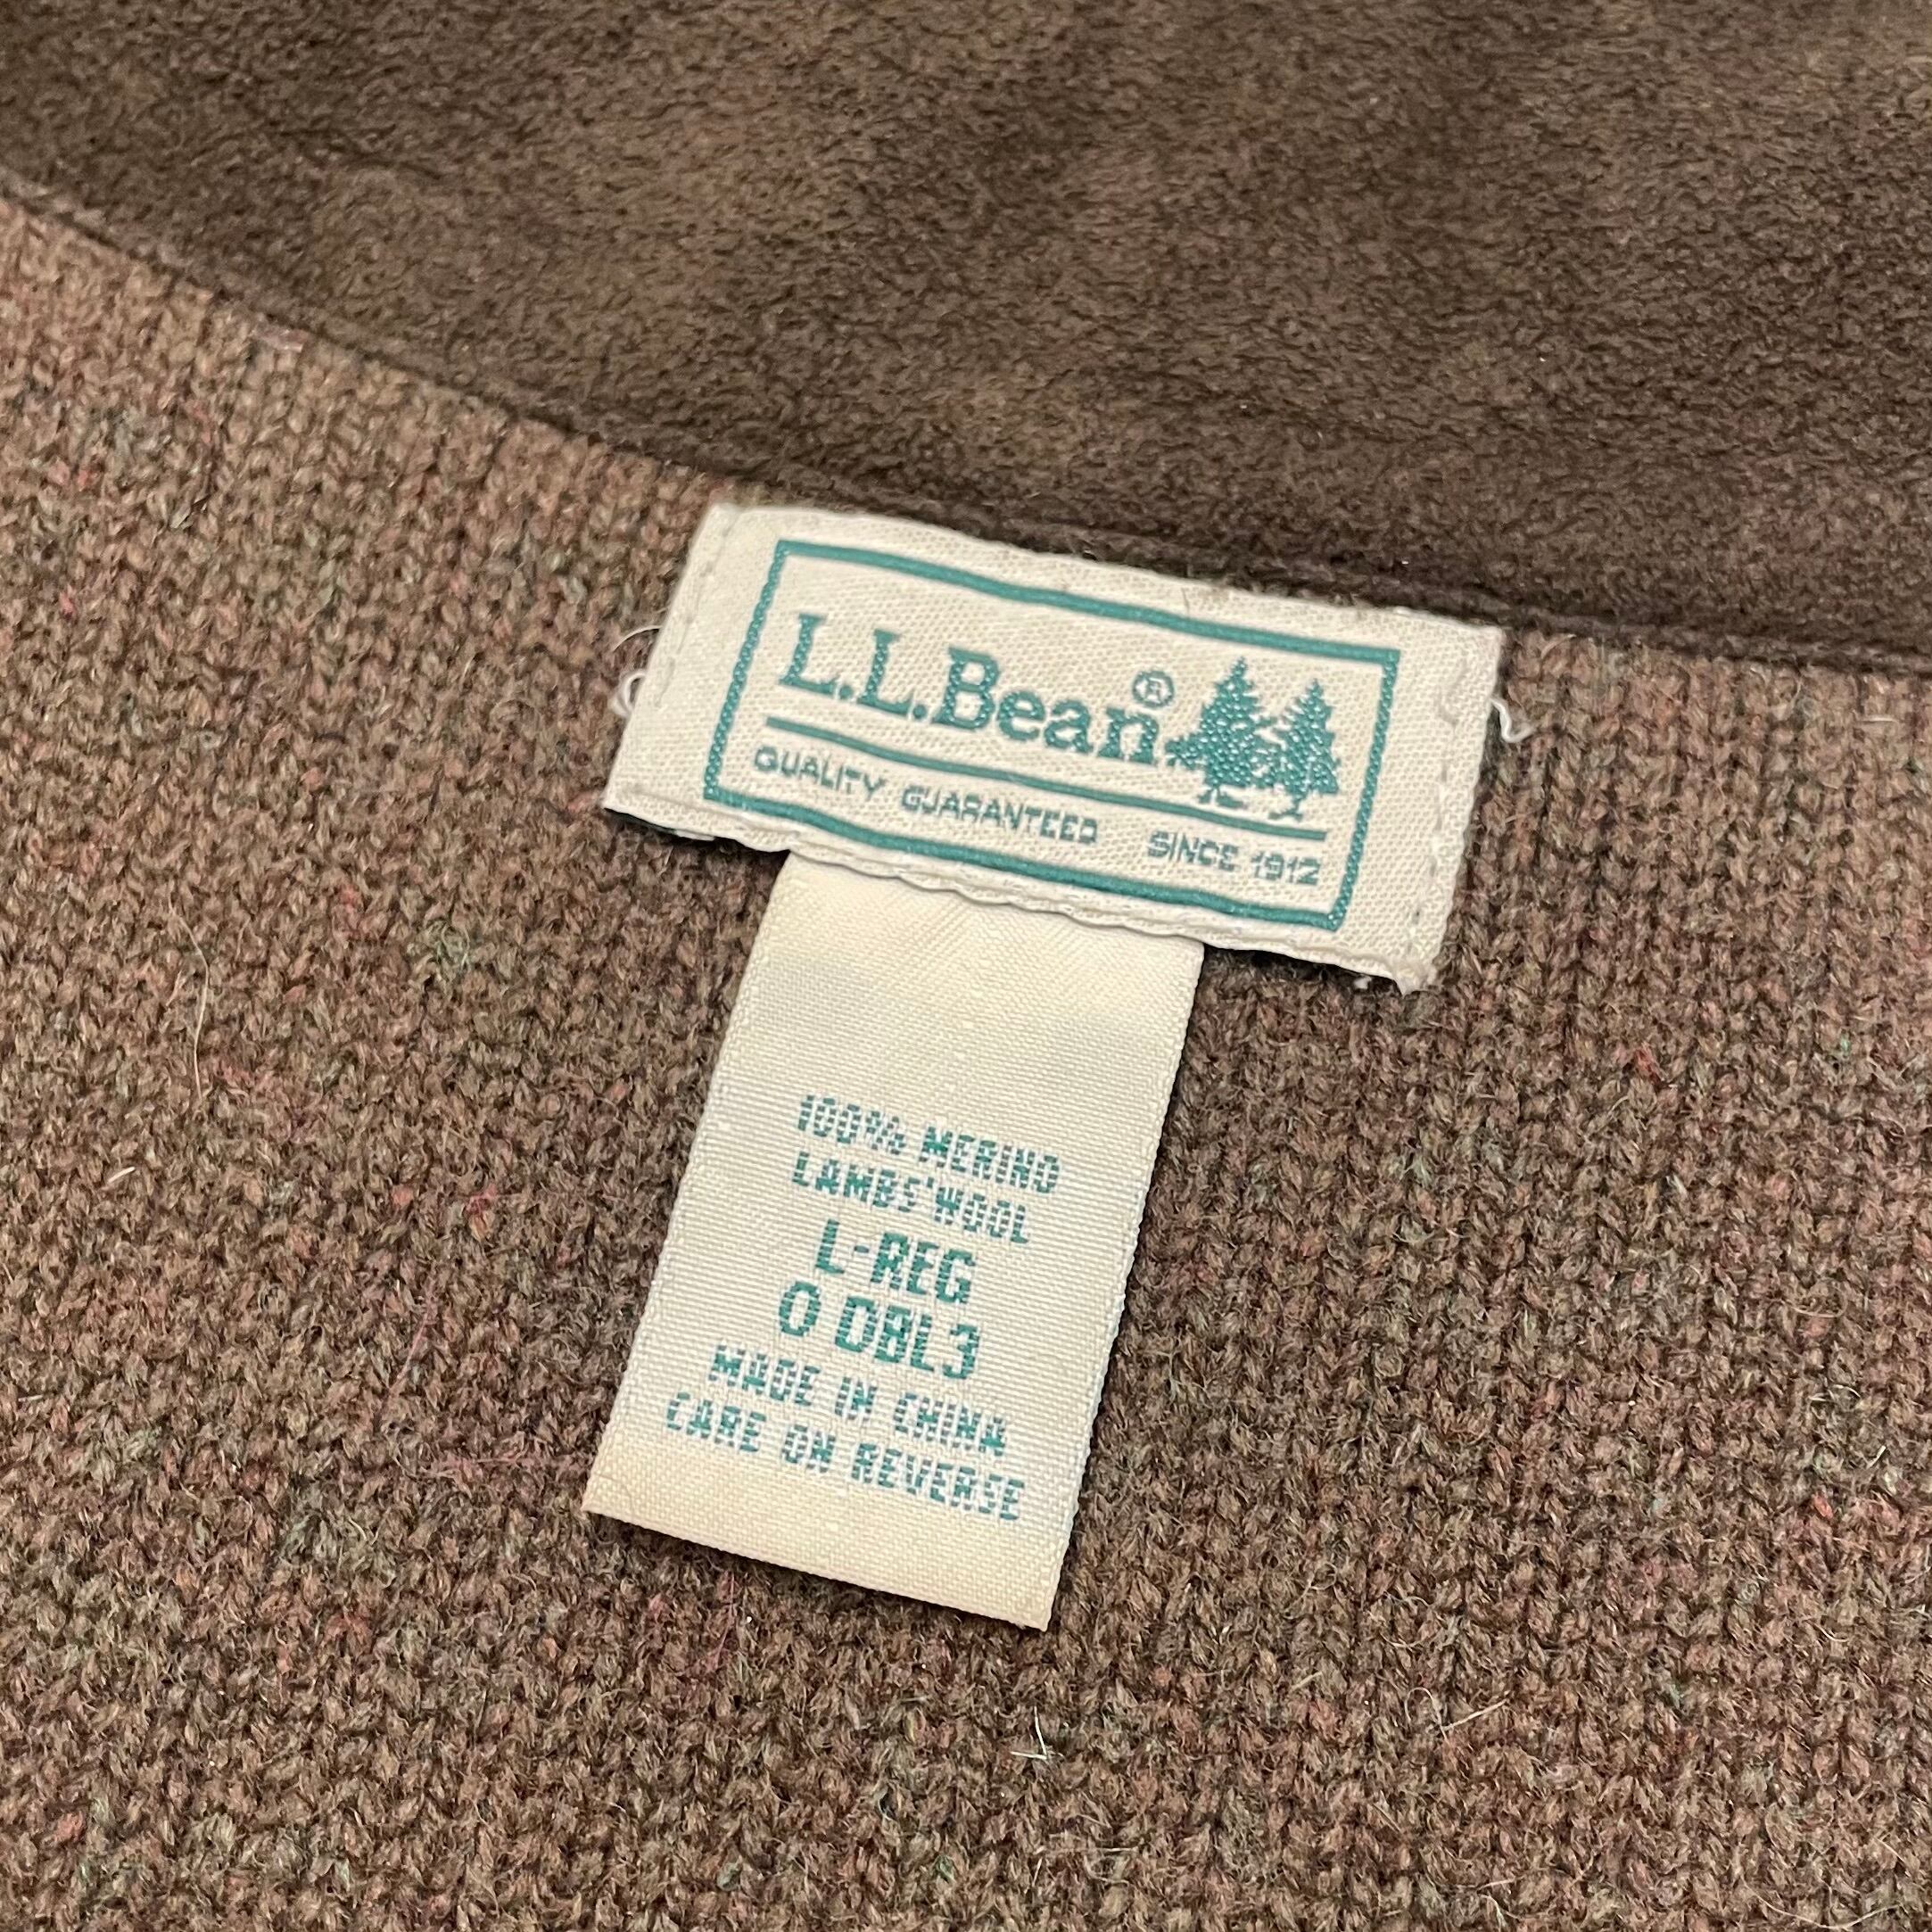 L.L.Bean®
QUALITY GUARANTEED SINCE 1912
100% MERINO
LAMBS'WOOL
L-REG
0 DBL3
MADE IN CHINA
CARE ON REVERSE